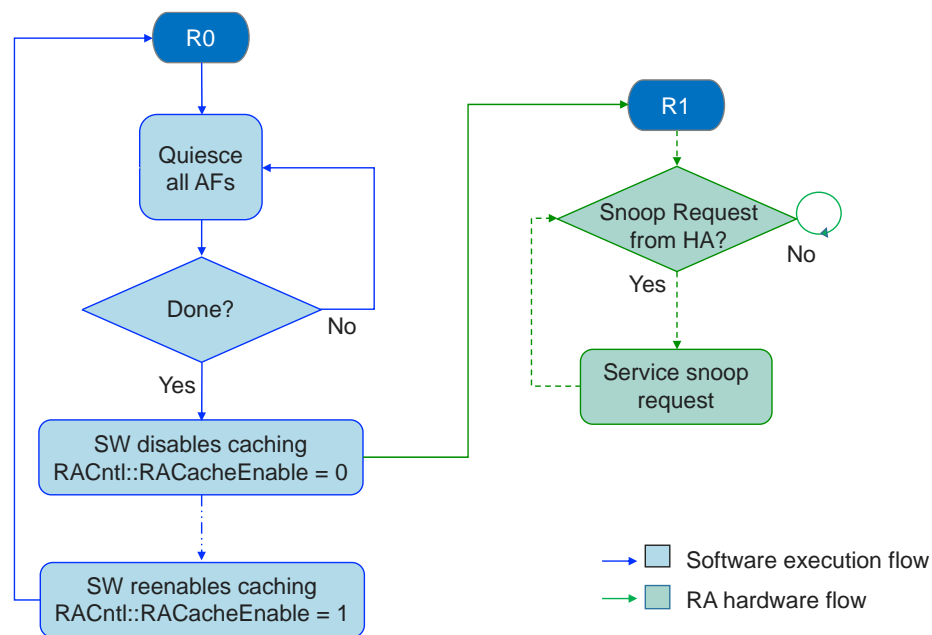 R0
Quiesce
all AFs
Done?
No
Yes
SW disables caching
RACntl::RACacheEnable = 0
SW reenables caching
RACntl::RACacheEnable = 1
R1
Snoop Request
from HA?
No
Yes
Service snoop
request
Software execution flow
RA hardware flow